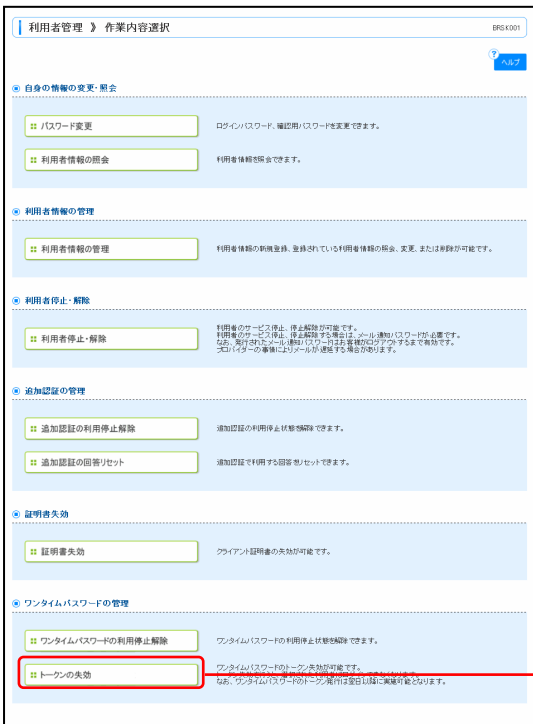 利用者管理 》 作業内容選択
BRSK001
?
ヘルプ
自身の情報の変更・照会
パスワード変更
ログインパスワード、確認用パスワードを変更できます。
利用者情報の照会
利用者情報を照会できます。
利用者情報の管理
利用者情報の管理
利用者情報の新規登録、登録されている利用者情報の照会、変更、または削除が可能です。
利用者停止・解除
利用者停止・解除
利用者のサービス停止、停止解除が可能です。
利用者のサービス停止、停止解除する場合は、メール通知パスワードが必要です。
なお、発行されたメール通知パスワードはお客様がログアウトするまで有効です。
プロバイダーの事情によりメールが遅延する場合があります。
追加認証の管理
追加認証の利用停止解除
追加認証の利用停止状態を解除できます。
追加認証の回答リセット
追加認証で利用する回答をリセットできます。
証明書失効
証明書失効
クライアント証明書の失効が可能です。
ワンタイムパスワードの管理
ワンタイムパスワードの利用停止解除
ワンタイムパスワードの利用停止状態を解除できます。
トークンの失効
ワンタイムパスワードのトークン失効が可能です。
なお、ワンタイムパスワードのトークン発行は翌日以降に実施可能となります。